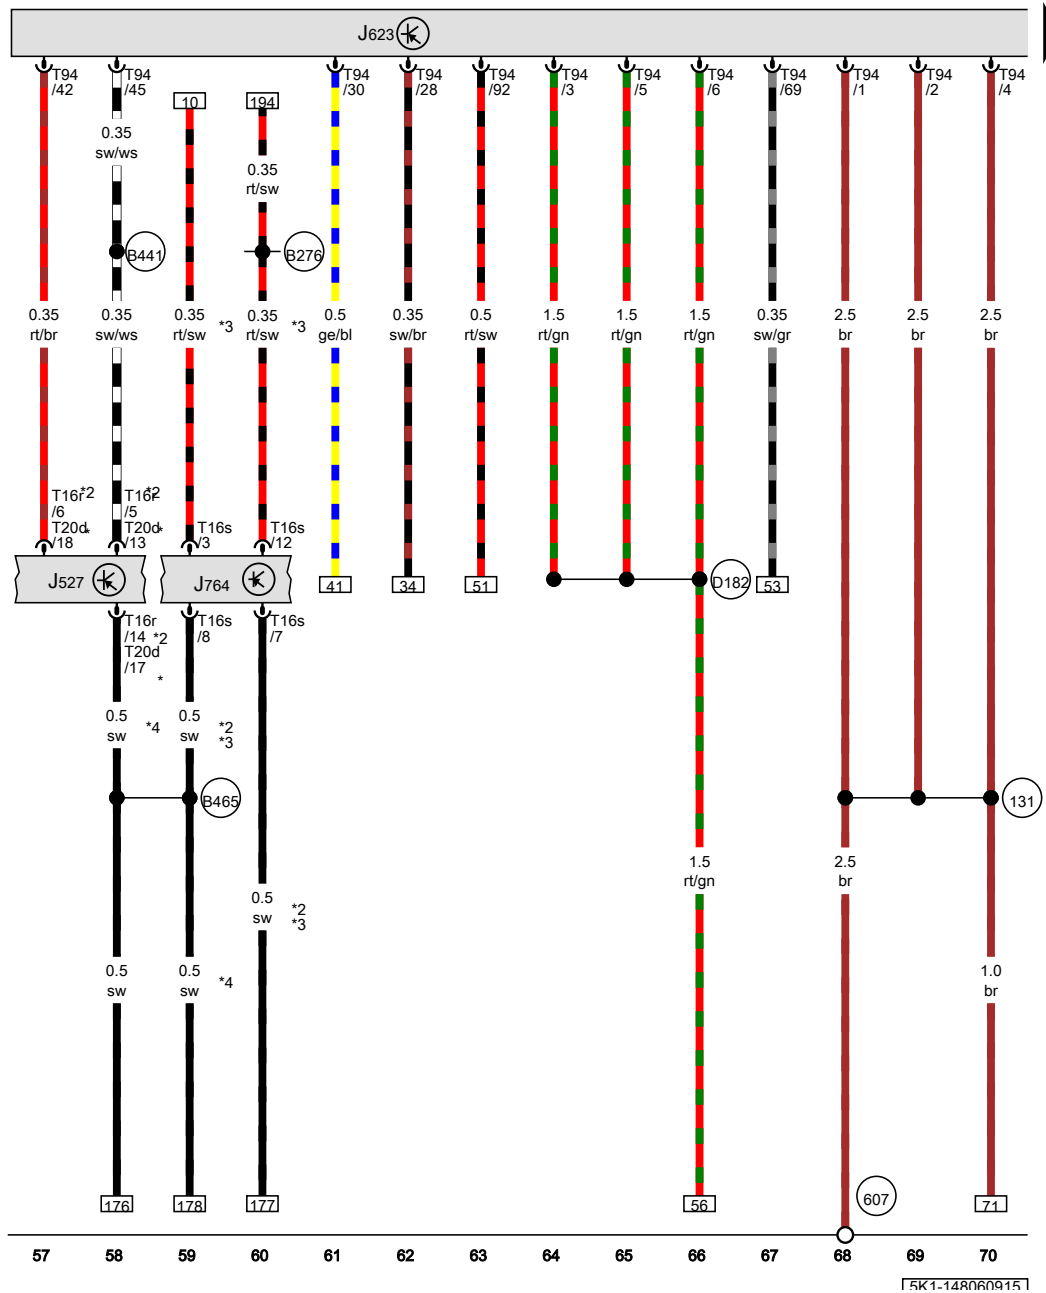 J623
T94 T94 T94 T94 T94 T94 T94 T94 T94 T94 T94 T94
/42 /45 /30 /28 /92 /3 /5 /6 /69 /1 /2 /4
10 194
0.35
sw/ws
0.35
rt/sw
B441 B276
0.35 0.35 0.35 *3 0.35 *3 0.5 0.35 0.5 1.5 1.5 1.5 0.35 2.5 2.5 2.5
rt/br sw/ws rt/sw rt/sw ge/bl sw/br rt/sw rt/gn rt/gn rt/gn sw/gr br br br
T16r *2 T16r *2
/6 /5
T20d * T20d * T16s T16s
/18 /13 /3 /12
J527 J764 41 34 51 D182 53
T16r T16s T16s
/14 *2 /8 /7
T20d
/17
*
0.5 *4 0.5 *2
sw sw *3
B465 131
1.5 2.5
rt/gn br
0.5 *2
sw *3
0.5 0.5 *4 1.0
sw sw br
176 178 177 56 607 71
57 58 59 60 61 62 63 64 65 66 67 68 69 70
5K1-148060915